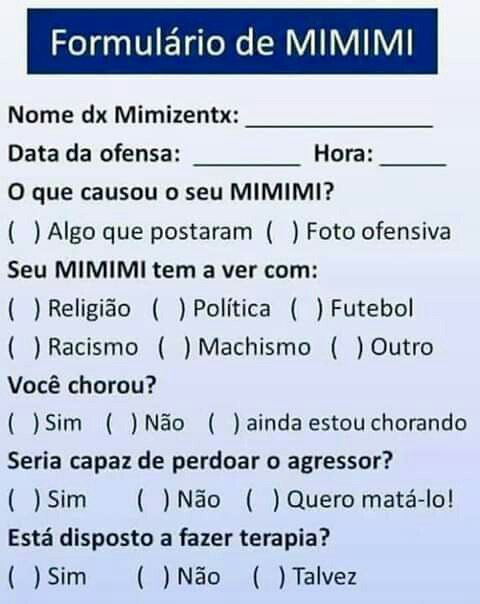 Formulário de MIMIMI
Nome dx Mimizentx: _______________
Data da ofensa: _________ Hora: _____
O que causou o seu MIMIMI?
( ) Algo que postaram ( ) Foto ofensiva
Seu MIMIMI tem a ver com:
( ) Religião ( ) Política ( ) Futebol
( ) Racismo ( ) Machismo ( ) Outro
Você chorou?
( ) Sim ( ) Não ( ) ainda estou chorando
Seria capaz de perdoar o agressor?
( ) Sim ( ) Não ( ) Quero matá-lo!
Está disposto a fazer terapia?
( ) Sim ( ) Não ( ) Talvez